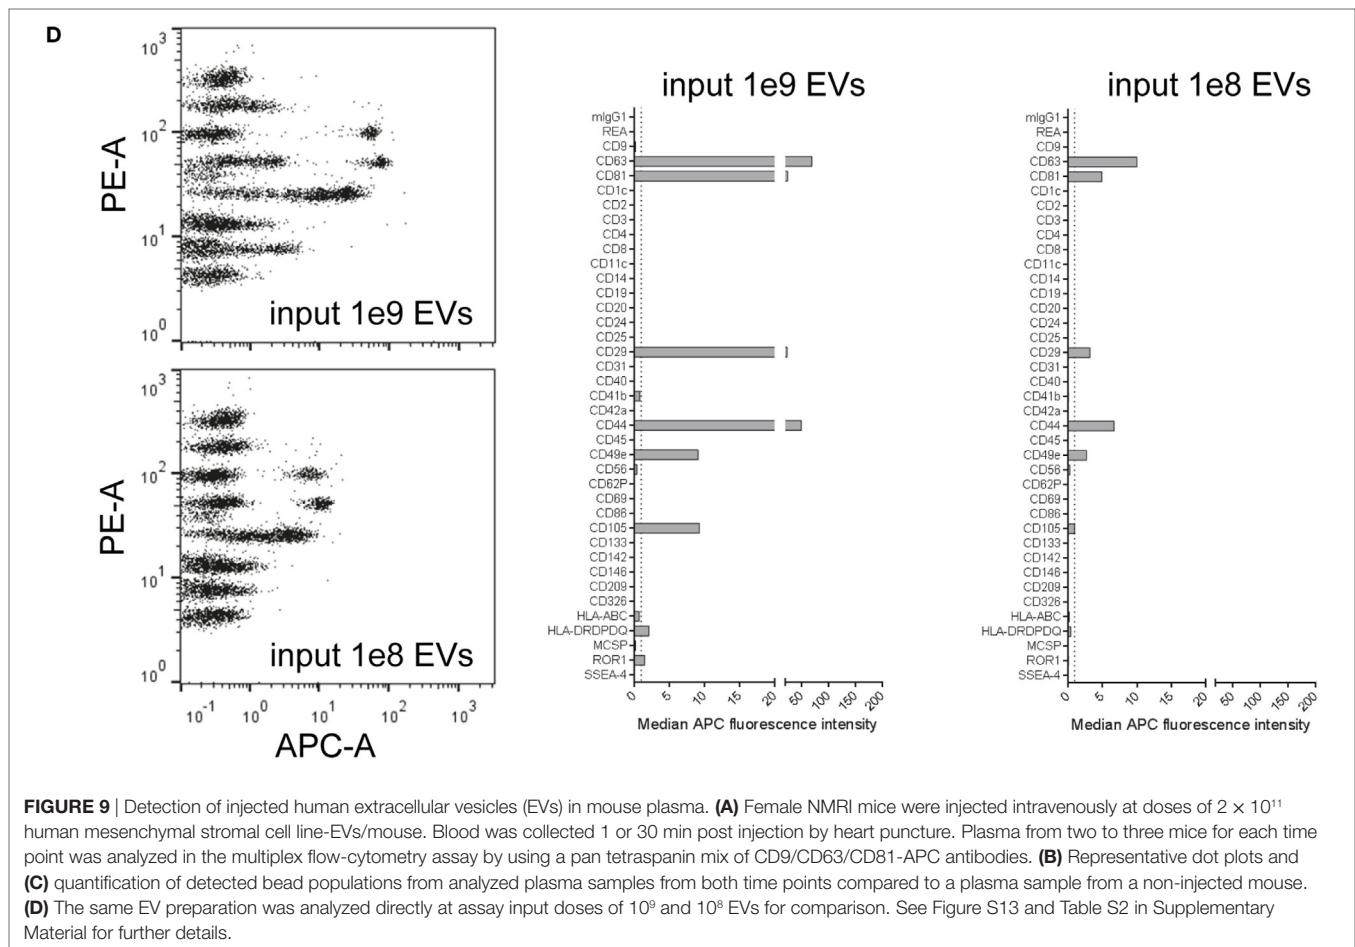 D
10³
10²
10¹
10⁰
PE-A
input 1e9 EVs
10³
10²
10¹
10⁰
PE-A
input 1e8 EVs
10⁻¹ 10⁰ 10¹ 10² 10³
APC-A
input 1e9 EVs
mIgG1
REA
CD9
CD63
CD81
CD1c
CD2
CD3
CD4
CD8
CD11c
CD14
CD19
CD20
CD24
CD25
CD29
CD31
CD40
CD41b
CD42a
CD44
CD45
CD49e
CD56
CD62P
CD69
CD86
CD105
CD133
CD142
CD146
CD209
CD326
HLA-ABC
HLA-DRDPDQ
MCSP
ROR1
SSEA-4
0 5 10 15 20 50 100 150 200
Median APC fluorescence intensity
input 1e8 EVs
mIgG1
REA
CD9
CD63
CD81
CD1c
CD2
CD3
CD4
CD8
CD11c
CD14
CD19
CD20
CD24
CD25
CD29
CD31
CD40
CD41b
CD42a
CD44
CD45
CD49e
CD56
CD62P
CD69
CD86
CD105
CD133
CD142
CD146
CD209
CD326
HLA-ABC
HLA-DRDPDQ
MCSP
ROR1
SSEA-4
0 5 10 15 20 50 100 150 200
Median APC fluorescence intensity
FIGURE 9 | Detection of injected human extracellular vesicles (EVs) in mouse plasma. (A) Female NMRI mice were injected intravenously at doses of 2 × 10¹¹
human mesenchymal stromal cell line-EVs/mouse. Blood was collected 1 or 30 min post injection by heart puncture. Plasma from two to three mice for each time
point was analyzed in the multiplex flow-cytometry assay by using a pan tetraspanin mix of CD9/CD63/CD81-APC antibodies. (B) Representative dot plots and
(C) quantification of detected bead populations from analyzed plasma samples from both time points compared to a plasma sample from a non-injected mouse.
(D) The same EV preparation was analyzed directly at assay input doses of 10⁹ and 10⁸ EVs for comparison. See Figure S13 and Table S2 in Supplementary
Material for further details.